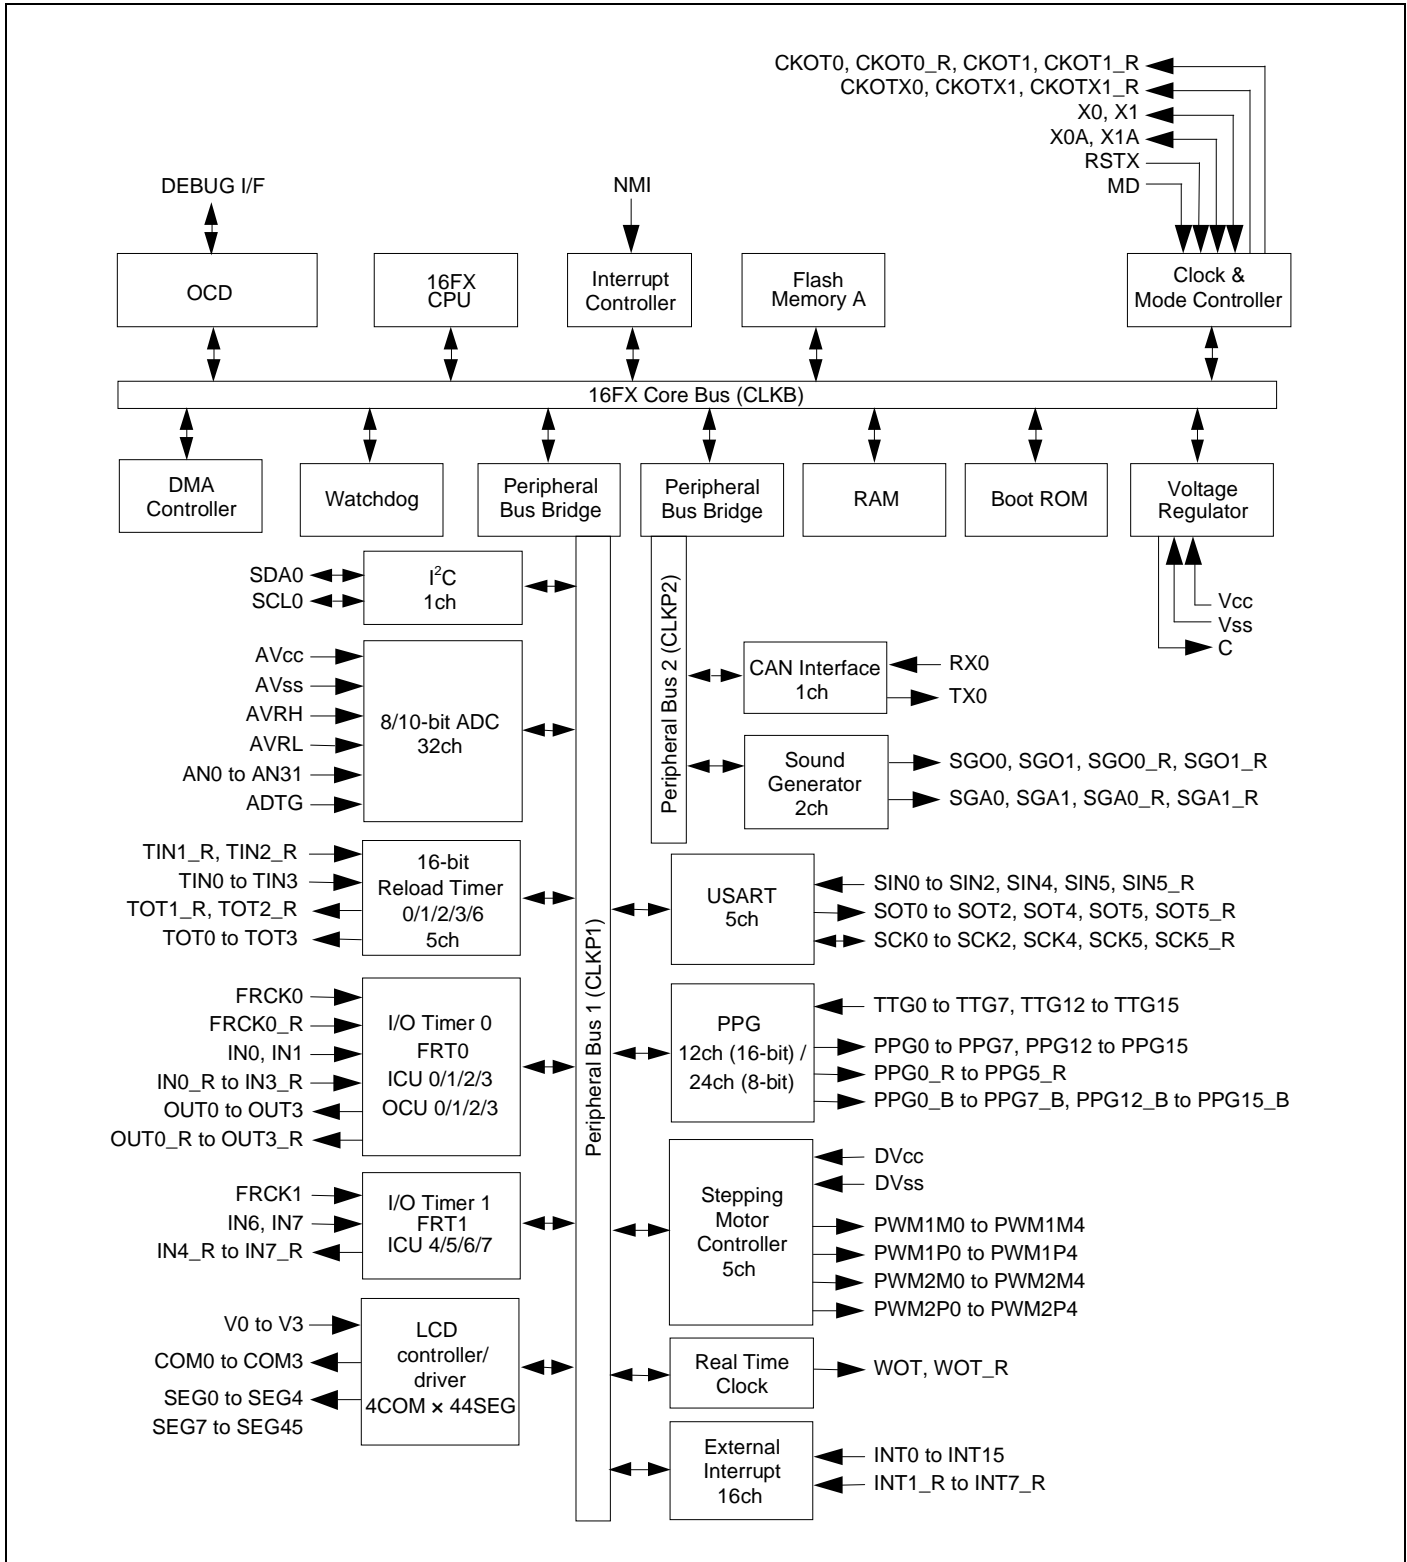 CKOT0, CKOT0_R, CKOT1, CKOT1_R
CKOTX0, CKOTX1, CKOTX1_R
X0, X1
X0A, X1A
RSTX
MD
DEBUG I/F
NMI
OCD
16FX
CPU
Interrupt
Controller
Flash
Memory A
Clock &
Mode Controller
16FX Core Bus (CLKB)
DMA
Controller
Watchdog
Peripheral
Bus Bridge
Peripheral
Bus Bridge
RAM
Boot ROM
Voltage
Regulator
Vcc
Vss
C
Peripheral Bus 1 (CLKP1)
Peripheral Bus 2 (CLKP2)
SDA0
SCL0
I²C
1ch
AVcc
AVss
AVRH
AVRL
AN0 to AN31
ADTG
8/10-bit ADC
32ch
TIN1_R, TIN2_R
TIN0 to TIN3
TOT1_R, TOT2_R
TOT0 to TOT3
16-bit
Reload Timer
0/1/2/3/6
5ch
FRCK0
FRCK0_R
IN0, IN1
IN0_R to IN3_R
OUT0 to OUT3
OUT0_R to OUT3_R
I/O Timer 0
FRT0
ICU 0/1/2/3
OCU 0/1/2/3
FRCK1
IN6, IN7
IN4_R to IN7_R
I/O Timer 1
FRT1
ICU 4/5/6/7
V0 to V3
COM0 to COM3
SEG0 to SEG4
SEG7 to SEG45
LCD
controller/
driver
4COM × 44SEG
CAN Interface
1ch
RX0
TX0
Sound
Generator
2ch
SGO0, SGO1, SGO0_R, SGO1_R
SGA0, SGA1, SGA0_R, SGA1_R
USART
5ch
SIN0 to SIN2, SIN4, SIN5, SIN5_R
SOT0 to SOT2, SOT4, SOT5, SOT5_R
SCK0 to SCK2, SCK4, SCK5, SCK5_R
PPG
12ch (16-bit) /
24ch (8-bit)
TTG0 to TTG7, TTG12 to TTG15
PPG0 to PPG7, PPG12 to PPG15
PPG0_R to PPG5_R
PPG0_B to PPG7_B, PPG12_B to PPG15_B
Stepping
Motor
Controller
5ch
DVcc
DVss
PWM1M0 to PWM1M4
PWM1P0 to PWM1P4
PWM2M0 to PWM2M4
PWM2P0 to PWM2P4
Real Time
Clock
WOT, WOT_R
External
Interrupt
16ch
INT0 to INT15
INT1_R to INT7_R